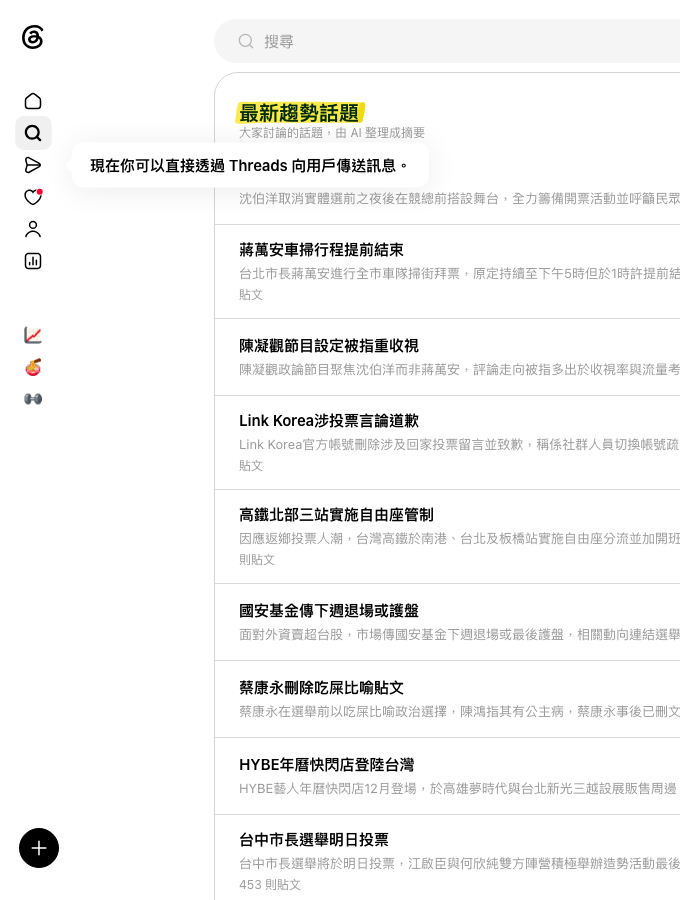 搜尋
最新趨勢話題
大家討論的話題，由 AI 整理成摘要
現在你可以直接透過 Threads 向用戶傳送訊息。
沈伯洋取消實體選前之夜後在競總前搭設舞台，全力籌備開票活動並呼籲民眾
蔣萬安車掃行程提前結束
台北市長蔣萬安進行全市車隊掃街拜票，原定持續至下午5時但於1時許提前結
貼文
陳凝觀節目設定被指重收視
陳凝觀政論節目聚焦沈伯洋而非蔣萬安，評論走向被指多出於收視率與流量考
Link Korea涉投票言論道歉
Link Korea官方帳號刪除涉及回家投票留言並致歉，稱係社群人員切換帳號疏
貼文
高鐵北部三站實施自由座管制
因應返鄉投票人潮，台灣高鐵於南港、台北及板橋站實施自由座分流並加開班
則貼文
國安基金傳下週退場或護盤
面對外資賣超台股，市場傳國安基金下週退場或最後護盤，相關動向連結選舉
蔡康永刪除吃屎比喻貼文
蔡康永在選舉前以吃屎比喻政治選擇，陳鴻指其有公主病，蔡康永事後已刪文
HYBE年曆快閃店登陸台灣
HYBE藝人年曆快閃店12月登場，於高雄夢時代與台北新光三越設展販售周邊
台中市長選舉明日投票
台中市長選舉將於明日投票，江啟臣與何欣純雙方陣營積極舉辦造勢活動最後
453 則貼文